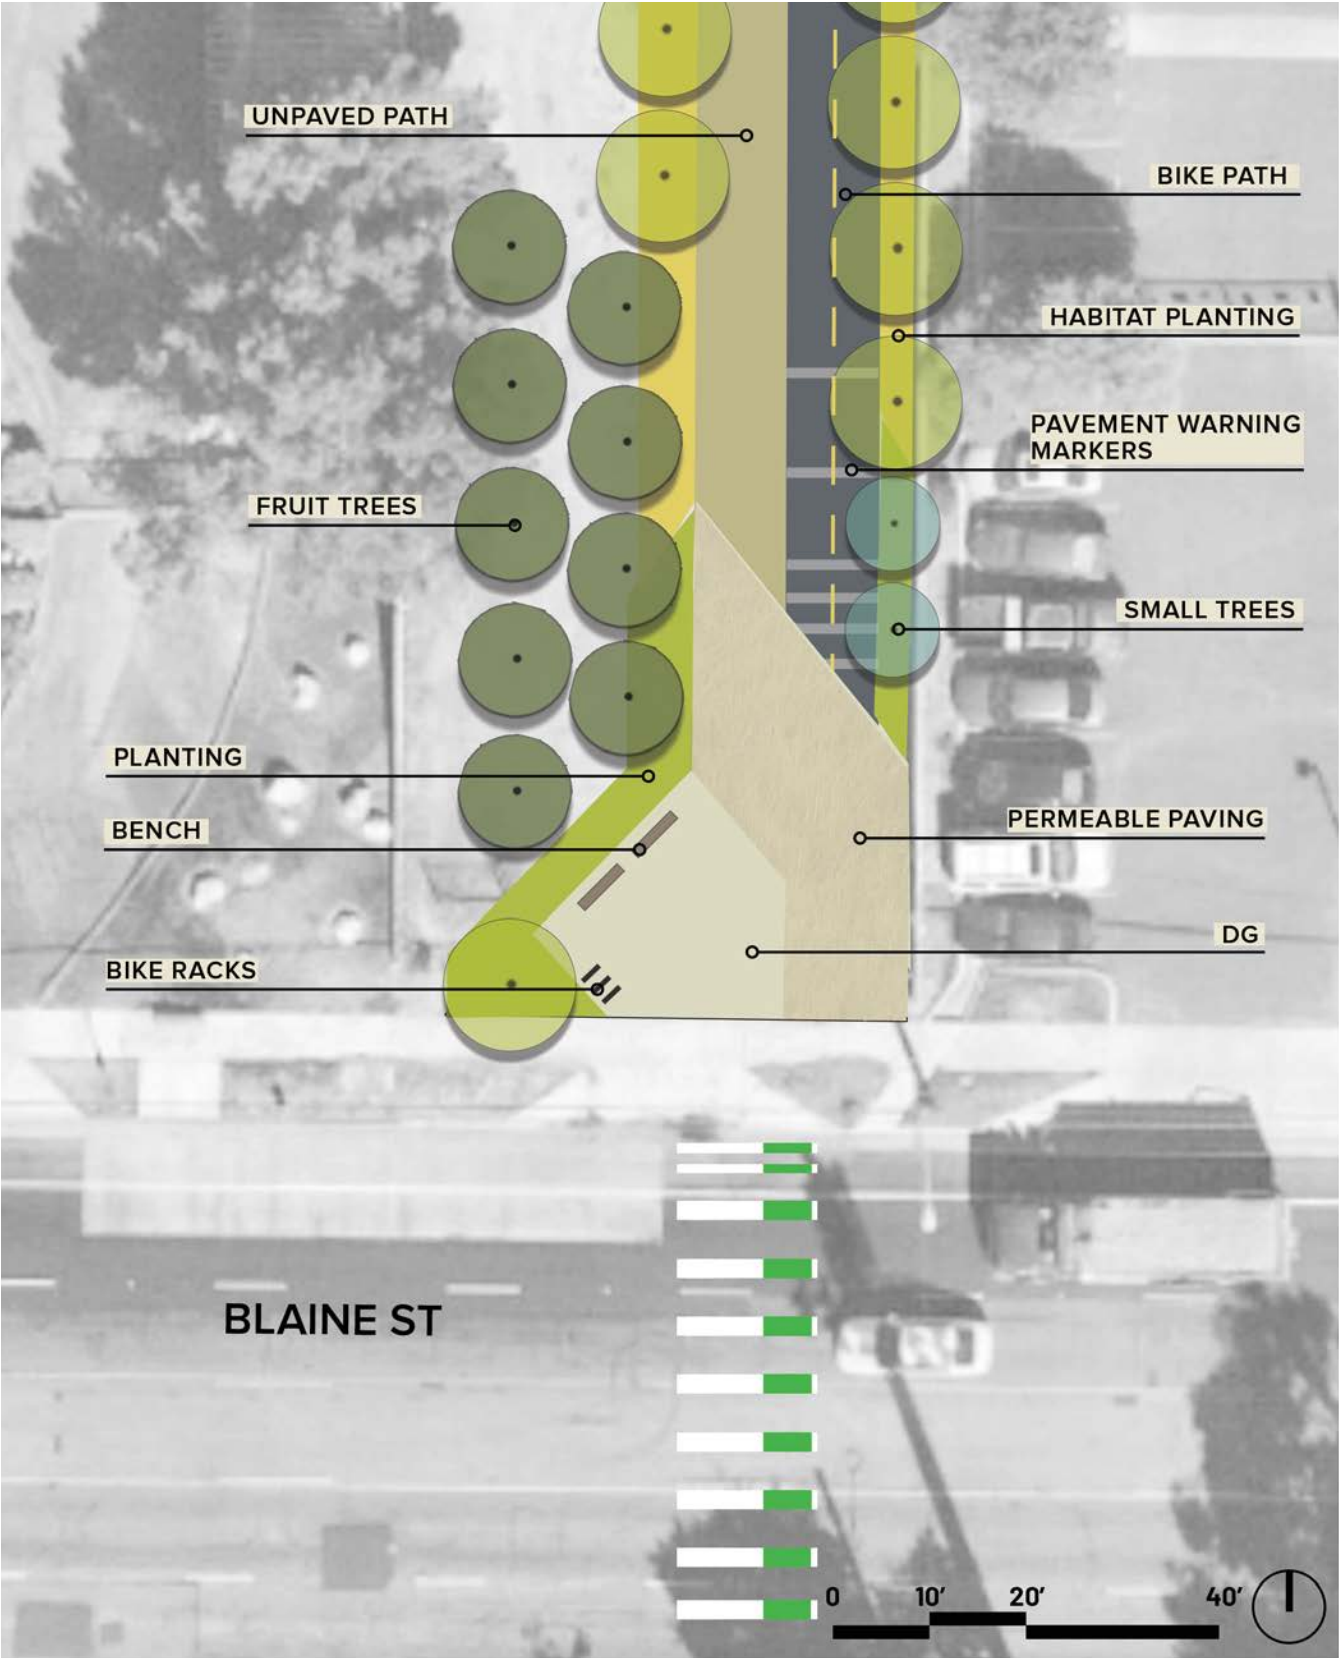 UNPAVED PATH
BIKE PATH
HABITAT PLANTING
PAVEMENT WARNING
MARKERS
FRUIT TREES
SMALL TREES
PLANTING
BENCH
PERMEABLE PAVING
DG
BIKE RACKS
BLAINE ST
0 10′ 20′ 40′